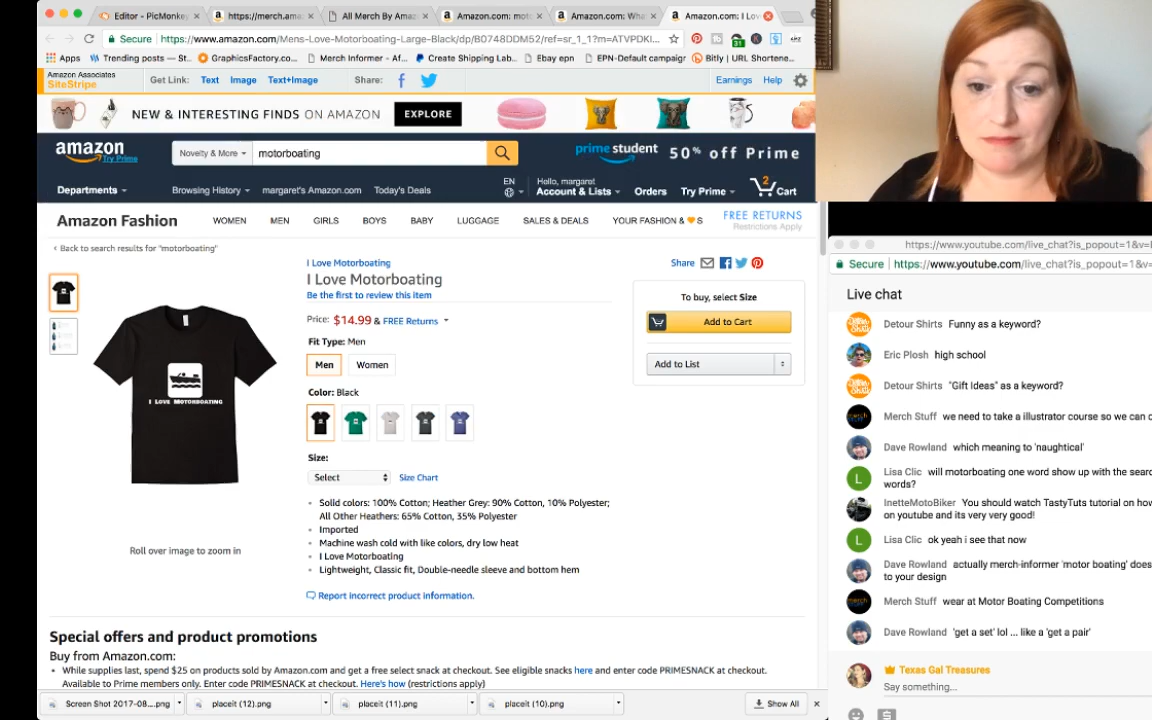 Editor - PicMonkey
https://merch.ama
All Merch By Amaz
Amazon.com: mot
Amazon.com: Wha
Amazon.com: I Lov
Secure https://www.amazon.com/Mens-Love-Motorboating-Large-Black/dp/B0748DDM52/ref=sr_1_1?m=ATVPDKI
31
Apps Trending posts — St.. GraphicsFactory.co... Merch Informer - Af... Create Shipping Lab... Ebay epn EPN-Default campaign Bitly | URL Shortene
Amazon Associates
SiteStripe
Get Link: Text Image Text+Image Share: Earnings Help
NEW & INTERESTING FINDS ON AMAZON EXPLORE
amazon
Try Prime
Novelty & More motorboating
prime student 50% off Prime
Departments Browsing History margaret's Amazon.com Today's Deals
EN
Hello, margaret
Account & Lists
Orders Try Prime
2
Cart
Amazon Fashion WOMEN MEN GIRLS BOYS BABY LUGGAGE SALES & DEALS YOUR FASHION & S
FREE RETURNS
Restrictions Apply
‹ Back to search results for "motorboating"
I Love Motorboating
I Love Motorboating
Be the first to review this item
Price: $14.99 & FREE Returns
Fit Type: Men
Men Women
Color: Black
Size:
Select Size Chart
• Solid colors: 100% Cotton; Heather Grey: 90% Cotton, 10% Polyester;
All Other Heathers: 65% Cotton, 35% Polyester
• Imported
• Machine wash cold with like colors, dry low heat
• I Love Motorboating
• Lightweight, Classic fit, Double-needle sleeve and bottom hem
Report incorrect product information.
I LOVE MOTORBOATING
Roll over image to zoom in
Share
To buy, select Size
Add to Cart
Add to List
Special offers and product promotions
Buy from Amazon.com:
• While supplies last, spend $25 on products sold by Amazon.com and get a free select snack at checkout. See eligible snacks here and enter code PRIMESNACK at checkout.
Available to Prime members only. Enter code PRIMESNACK at checkout. Here's how (restrictions apply)
Screen Shot 2017-08....png placeit (12).png placeit (11).png placeit (10).png Show All
https://www.youtube.com/live_chat?is_popout=1&v=
Secure https://www.youtube.com/live_chat?is_popout=1&v=
Live chat
Detour Shirts Funny as a keyword?
Eric Plosh high school
Detour Shirts "Gift Ideas" as a keyword?
Merch Stuff we need to take a illustrator course so we can c
Dave Rowland which meaning to 'naughtical'
Lisa Clic will motorboating one word show up with the sear
words?
InetteMotoBiker You should watch TastyTuts tutorial on how
on youtube and its very very good!
Lisa Clic ok yeah i see that now
Dave Rowland actually merch-informer 'motor boating' does
to your design
Merch Stuff wear at Motor Boating Competitions
Dave Rowland 'get a set' lol ... like a 'get a pair'
Texas Gal Treasures
Say something...